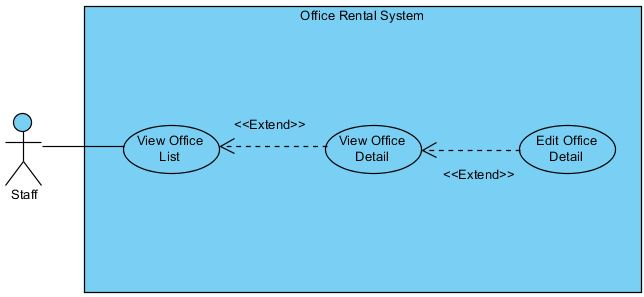 Office Rental System
<<Extend>>
View Office
List
View Office
Detail
Edit Office
Detail
<<Extend>>
Staff